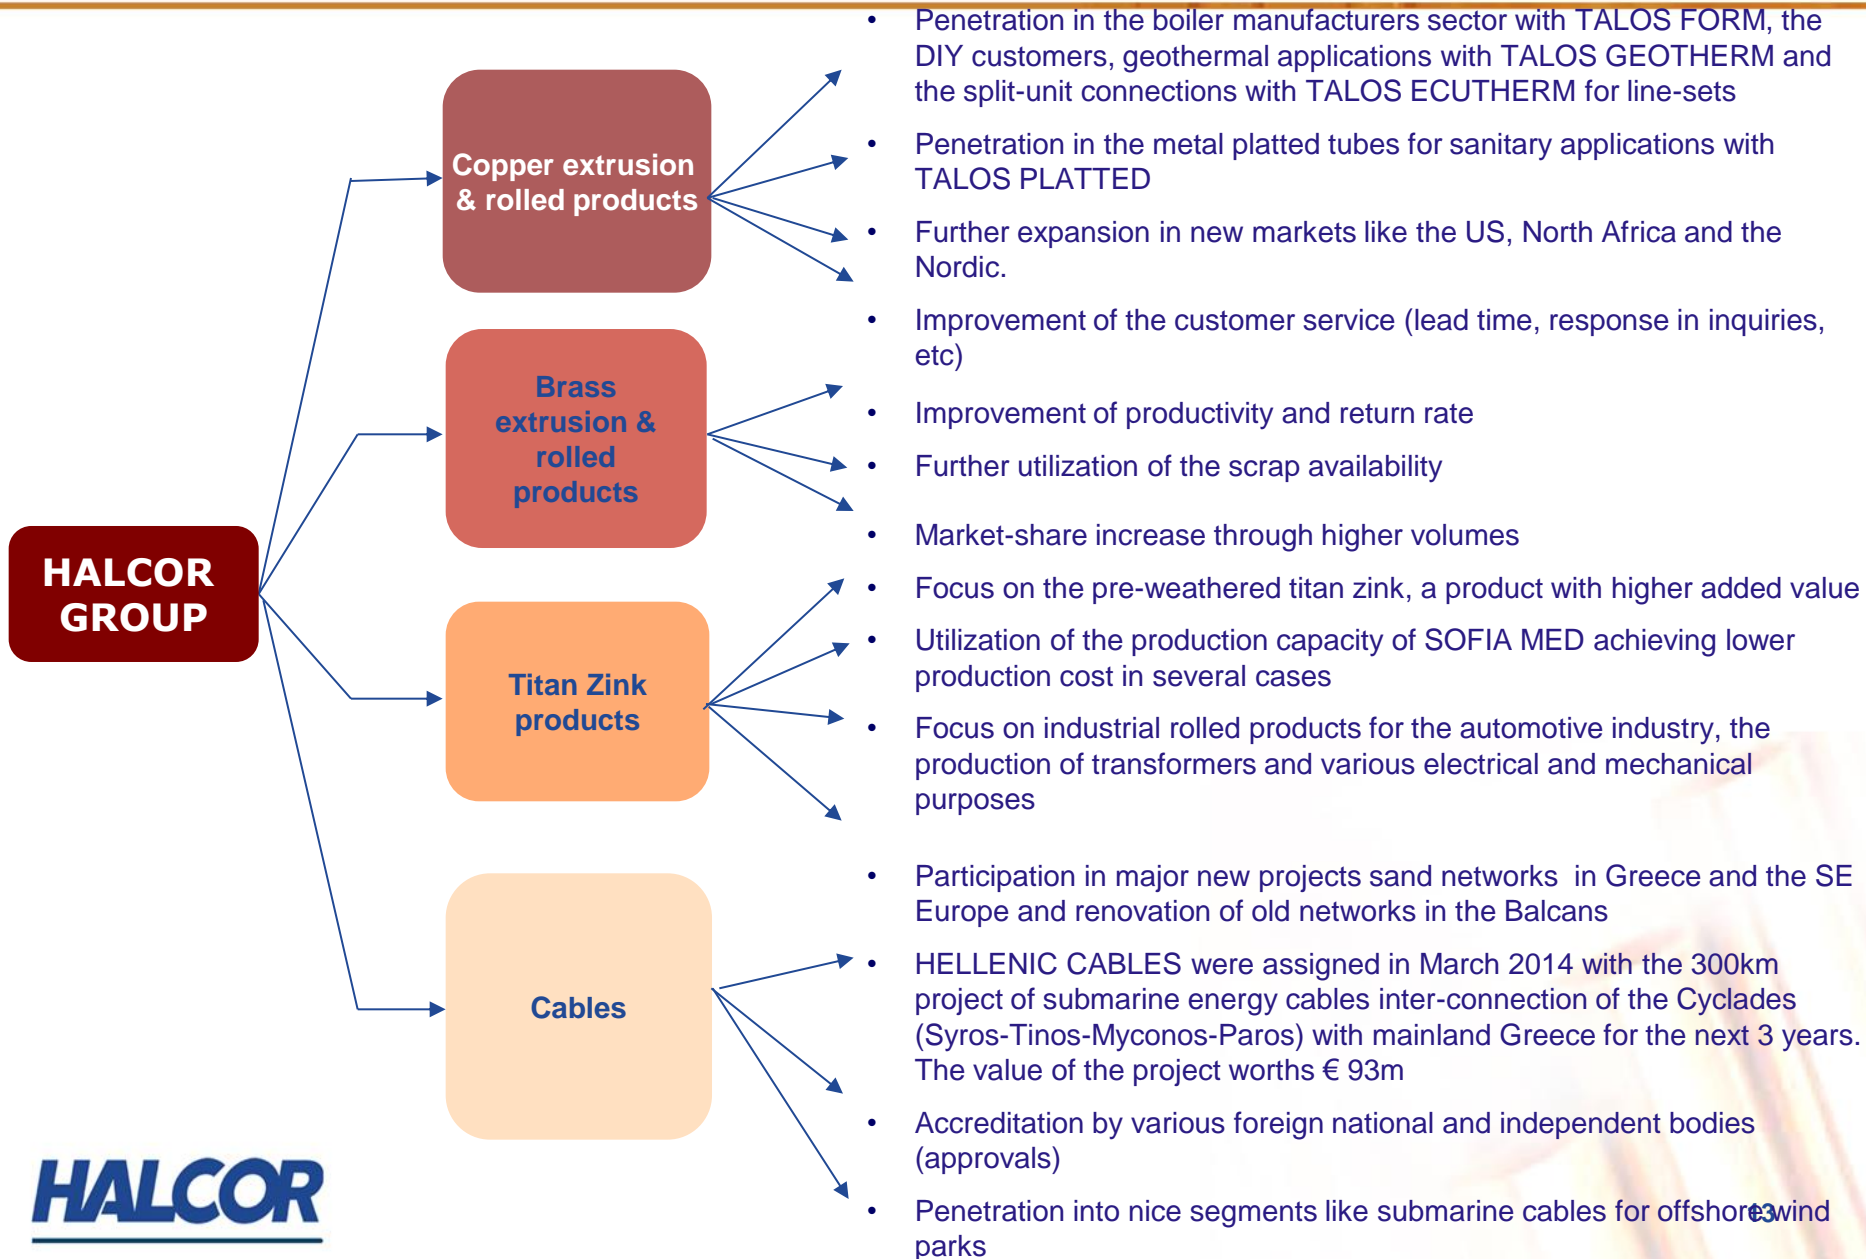 HALCOR
GROUP
Copper extrusion
& rolled products
• Penetration in the boiler manufacturers sector with TALOS FORM, the
DIY customers, geothermal applications with TALOS GEOTHERM and
the split-unit connections with TALOS ECUTHERM for line-sets
• Penetration in the metal platted tubes for sanitary applications with
TALOS PLATTED
• Further expansion in new markets like the US, North Africa and the
Nordic.
• Improvement of the customer service (lead time, response in inquiries,
etc)
Brass
extrusion &
rolled
products
• Improvement of productivity and return rate
• Further utilization of the scrap availability
• Market-share increase through higher volumes
Titan Zink
products
• Focus on the pre-weathered titan zink, a product with higher added value
• Utilization of the production capacity of SOFIA MED achieving lower
production cost in several cases
• Focus on industrial rolled products for the automotive industry, the
production of transformers and various electrical and mechanical
purposes
Cables
• Participation in major new projects sand networks  in Greece and the SE
Europe and renovation of old networks in the Balcans
• HELLENIC CABLES were assigned in March 2014 with the 300km
project of submarine energy cables inter-connection of the Cyclades
(Syros-Tinos-Myconos-Paros) with mainland Greece for the next 3 years.
The value of the project worths € 93m
• Accreditation by various foreign national and independent bodies
(approvals)
• Penetration into nice segments like submarine cables for offshore wind
parks
HALCOR
13